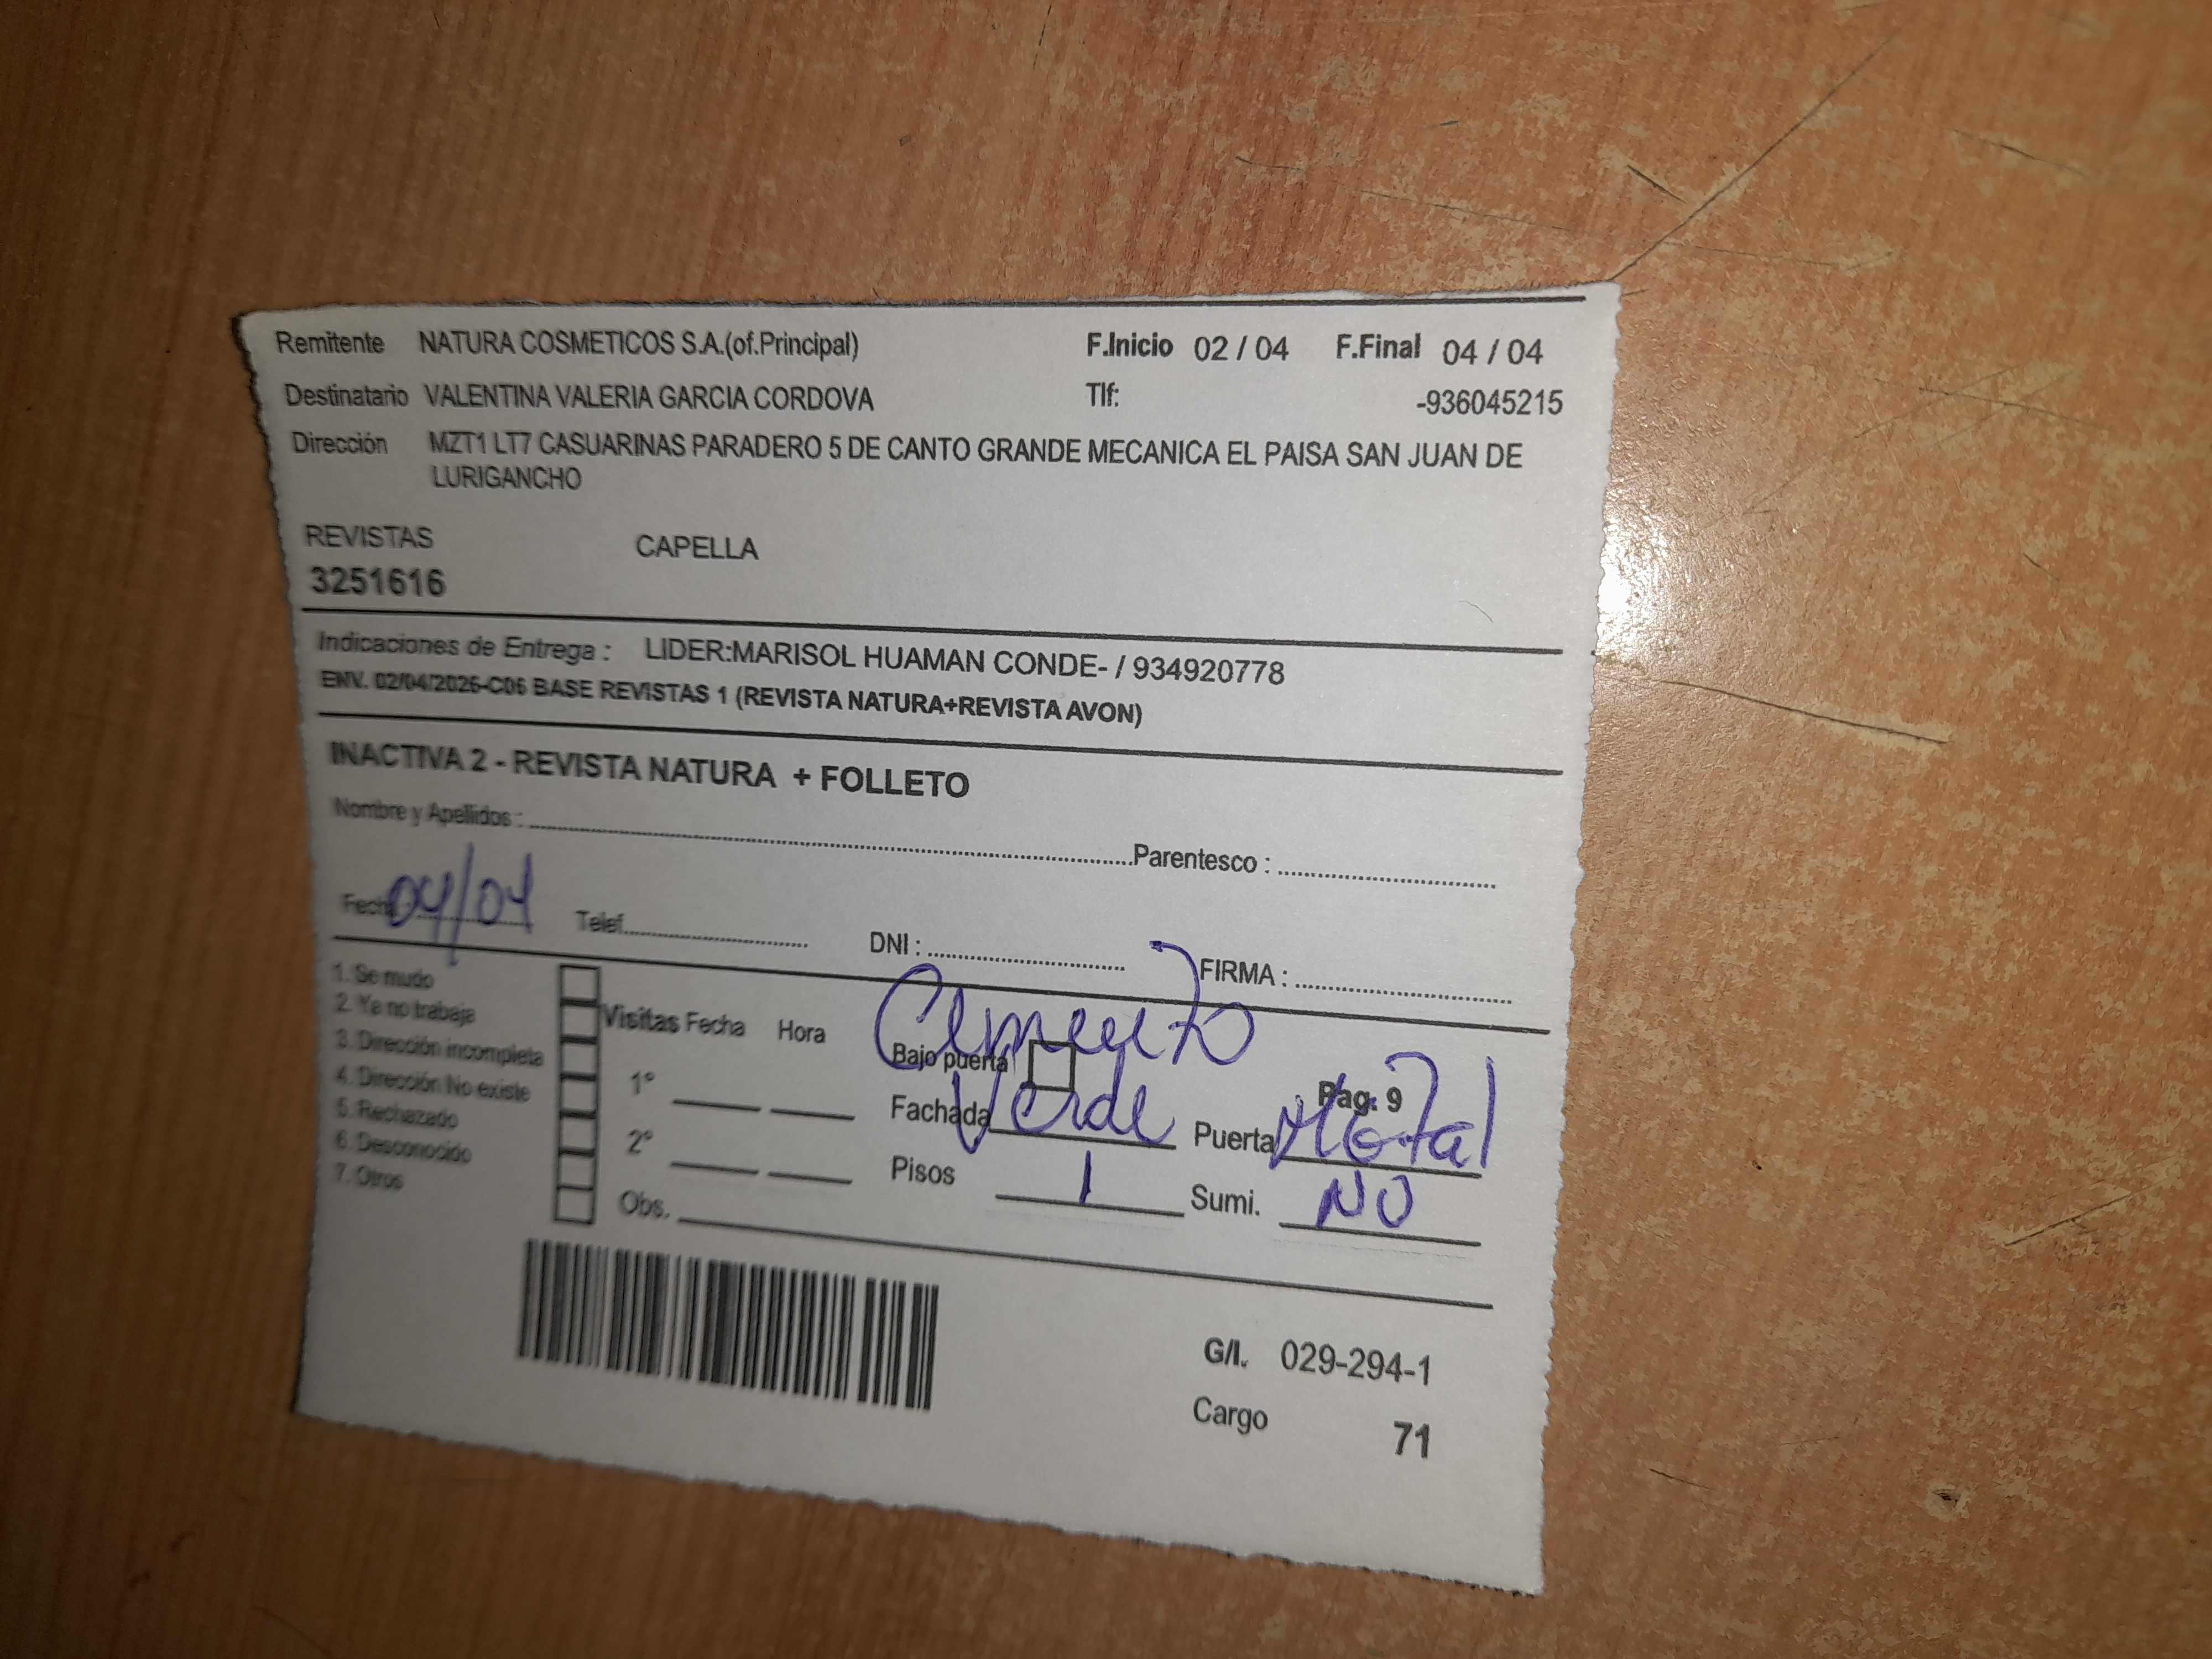 Remitente NATURA COSMETICOS S.A.(of.Principal) F.Inicio 02 / 04 F.Final 04 / 04
Destinatario VALENTINA VALERIA GARCIA CORDOVA Tlf: -936045215
Dirección MZT1 LT7 CASUARINAS PARADERO 5 DE CANTO GRANDE MECANICA EL PAISA SAN JUAN DE
LURIGANCHO
REVISTAS CAPELLA
3251616
Indicaciones de Entrega : LIDER:MARISOL HUAMAN CONDE- / 934920778
ENV. 02/04/2026-C06 BASE REVISTAS 1 (REVISTA NATURA+REVISTA AVON)
INACTIVA 2 - REVISTA NATURA + FOLLETO
Nombre y Apellidos : Parentesco :
Fecha 04/04 Telef. DNI : FIRMA :
1. Se mudo
2. Ya no trabaja
3. Dirección incompleta
4. Dirección No existe
5. Rechazado
6. Desconocido
7. Otros
Visitas Fecha Hora
1°
2°
Obs.
Cemento
Bajo puerta Pag. 9
Fachada Verde Puerta Metal
Pisos 1 Sumi. NO
G/I. 029-294-1
Cargo 71